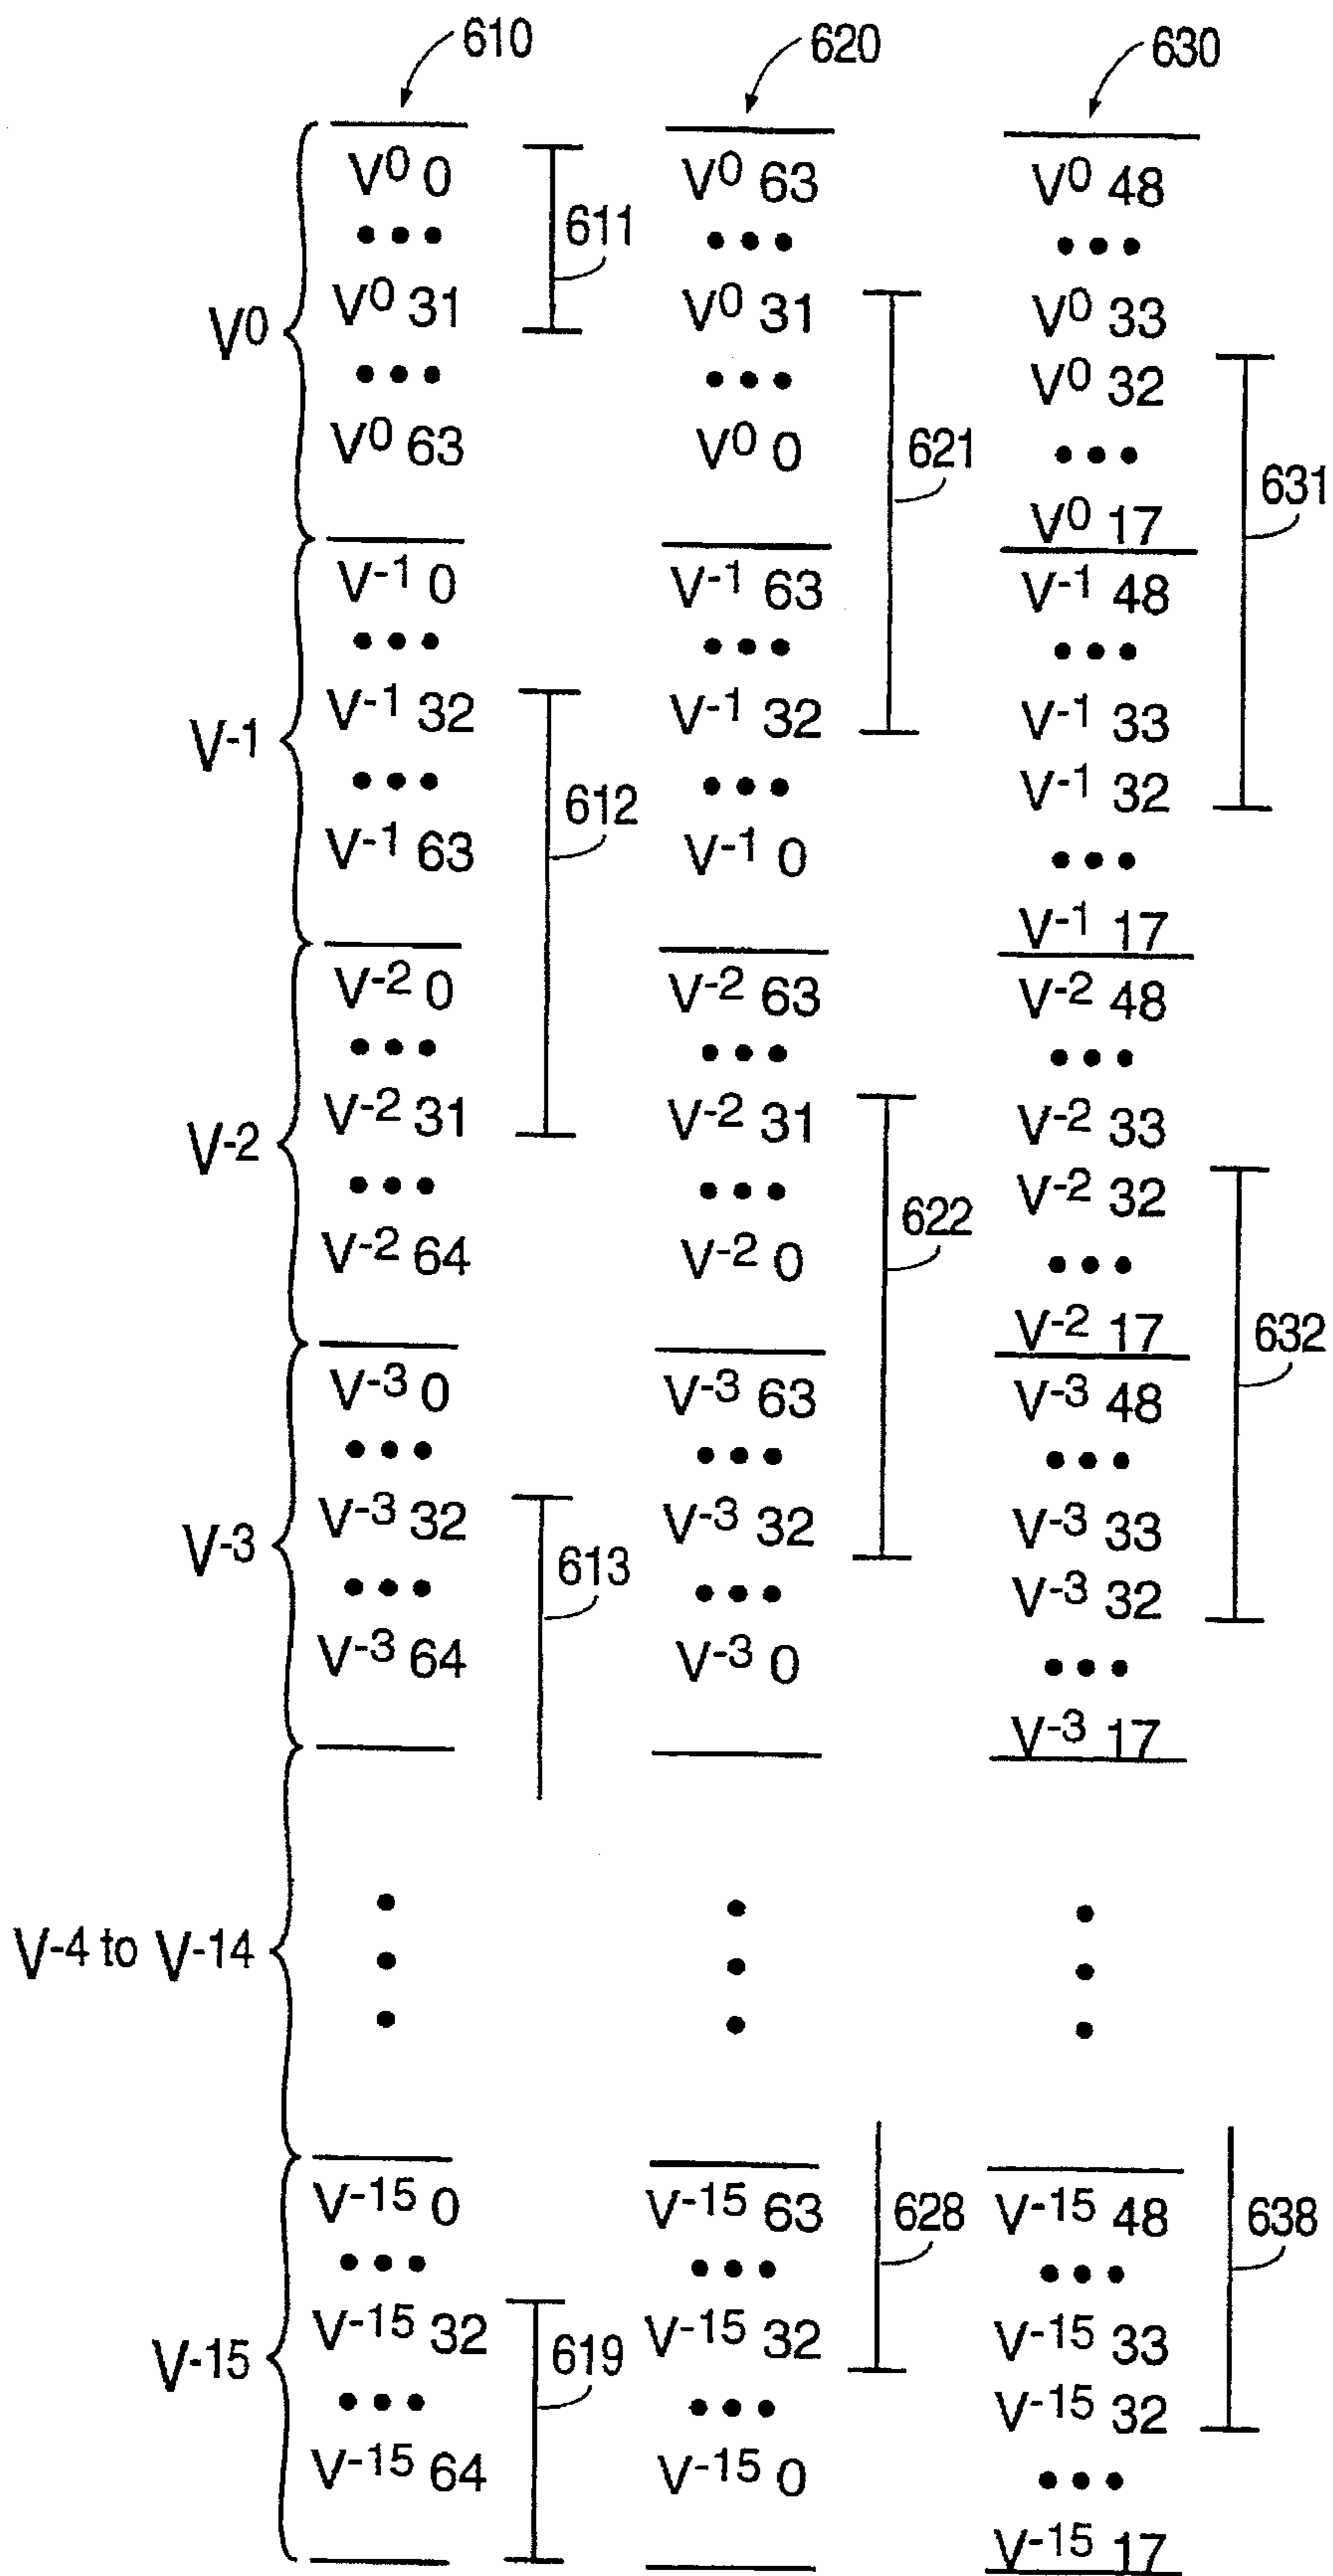 610 620 630
V0 0 V0 63 V0 48
••• ••• •••
611
V0 31 V0 31 V0 33
V0
••• ••• V0 32
V0 63 V0 0 •••
621
631
V0 17
V-1 0 V-1 63 V-1 48
••• ••• •••
V-1 32 V-1 32 V-1 33
V-1
••• ••• V-1 32
612
V-1 63 V-1 0 •••
V-1 17
V-2 0 V-2 63 V-2 48
••• ••• •••
V-2 31 V-2 31 V-2 33
V-2
••• ••• V-2 32
622
V-2 64 V-2 0 •••
V-2 17
632
V-3 0 V-3 63 V-3 48
••• ••• •••
V-3 32 V-3 32 V-3 33
V-3
613
••• ••• V-3 32
V-3 64 V-3 0 •••
V-3 17
V-4 to V-14
V-15 0 V-15 63 V-15 48
628 638
••• ••• •••
V-15 32 V-15 32 V-15 33
V-15
619
••• ••• V-15 32
V-15 64 V-15 0 •••
V-15 17